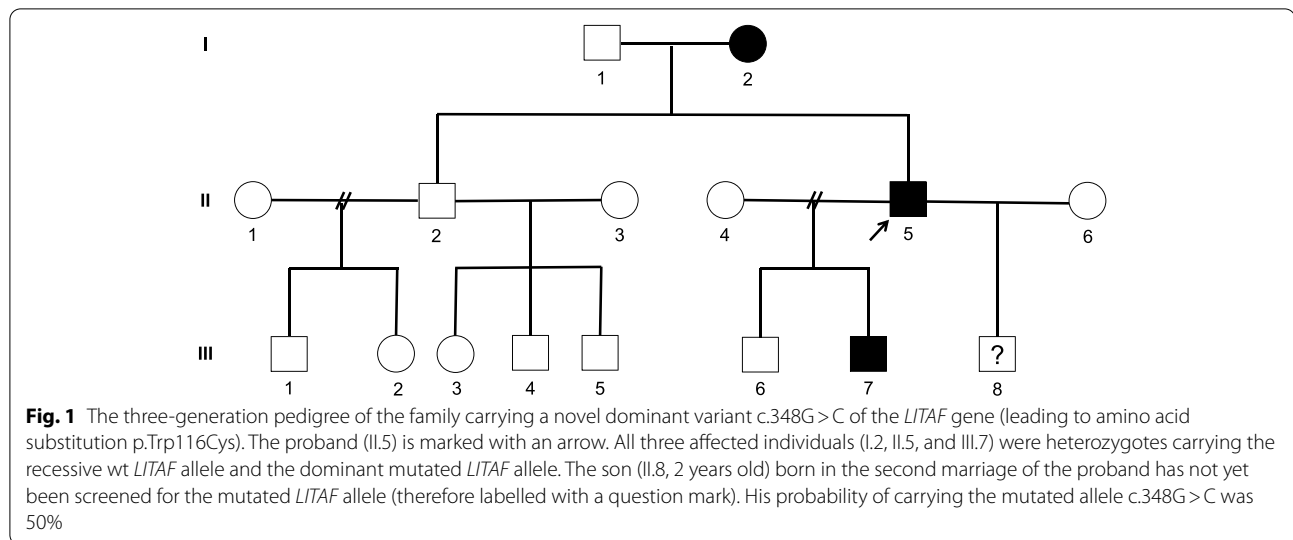 I
1 2
II
1 2 3 4 5 6
III
1 2 3 4 5 6 7 ? 8
Fig. 1 The three-generation pedigree of the family carrying a novel dominant variant c.348G > C of the LITAF gene (leading to amino acid
substitution p.Trp116Cys). The proband (II.5) is marked with an arrow. All three affected individuals (I.2, II.5, and III.7) were heterozygotes carrying the
recessive wt LITAF allele and the dominant mutated LITAF allele. The son (II.8, 2 years old) born in the second marriage of the proband has not yet
been screened for the mutated LITAF allele (therefore labelled with a question mark). His probability of carrying the mutated allele c.348G > C was
50%